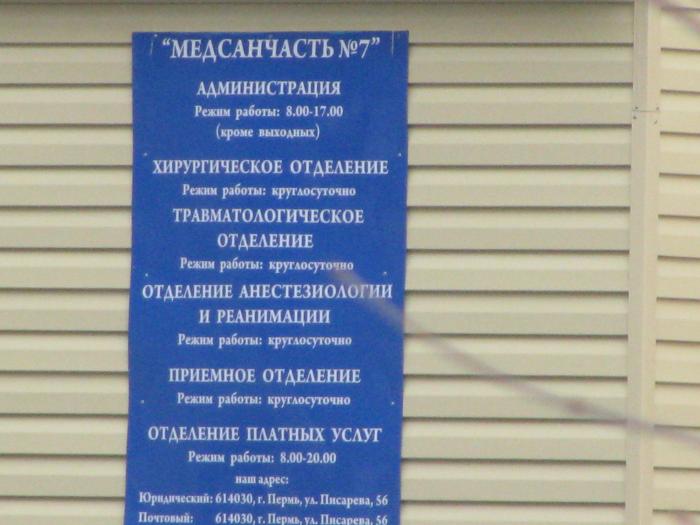 “МЕДСАНЧАСТЬ №7”
АДМИНИСТРАЦИЯ
Режим работы: 8.00-17.00
(кроме выходных)
ХИРУРГИЧЕСКОЕ ОТДЕЛЕНИЕ
Режим работы: круглосуточно
ТРАВМАТОЛОГИЧЕСКОЕ
ОТДЕЛЕНИЕ
Режим работы: круглосуточно
ОТДЕЛЕНИЕ АНЕСТЕЗИОЛОГИИ
И РЕАНИМАЦИИ
Режим работы: круглосуточно
ПРИЕМНОЕ ОТДЕЛЕНИЕ
Режим работы: круглосуточно
ОТДЕЛЕНИЕ ПЛАТНЫХ УСЛУГ
Режим работы: 8.00-20.00
наш адрес:
Юридический: 614030, г. Пермь, ул. Писарева, 56
Почтовый: 614030, г. Пермь, ул. Писарева, 56